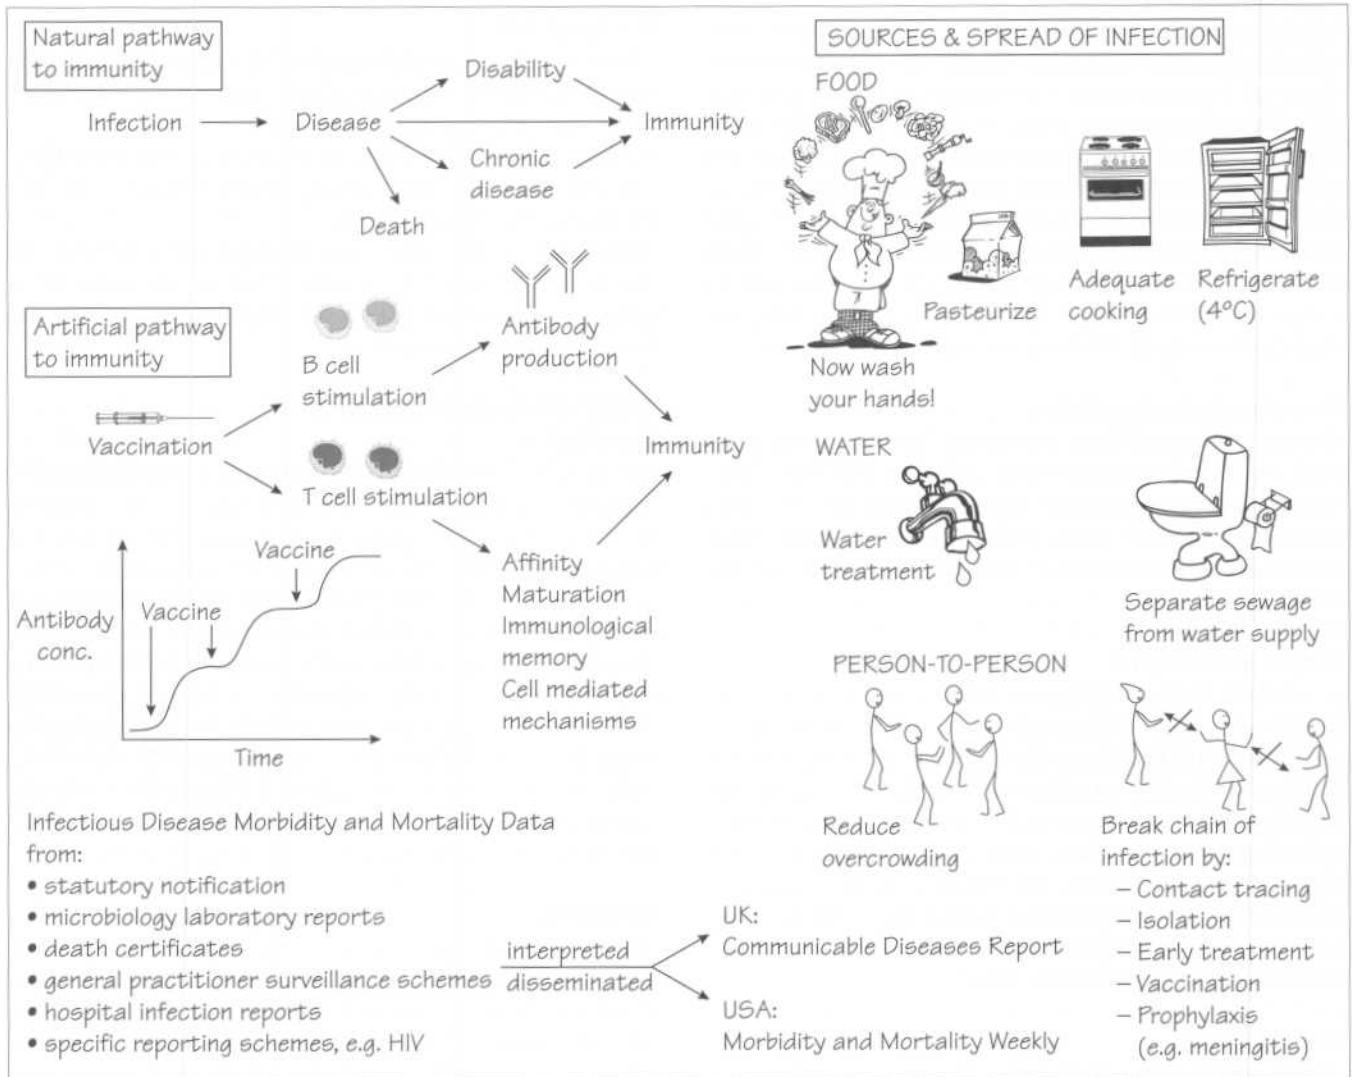 Natural pathway
to immunity
Infection
Disease
Disability
Chronic
disease
Death
Immunity
Artificial pathway
to immunity
Vaccination
B cell
stimulation
T cell stimulation
Antibody
production
Affinity
Maturation
Immunological
memory
Cell mediated
mechanisms
Immunity
Antibody
conc.
Vaccine
Vaccine
Time
Infectious Disease Morbidity and Mortality Data
from:
• statutory notification
• microbiology laboratory reports
• death certificates
• general practitioner surveillance schemes
• hospital infection reports
• specific reporting schemes, e.g. HIV
interpreted
disseminated
UK:
Communicable Diseases Report
USA:
Morbidity and Mortality Weekly
SOURCES & SPREAD OF INFECTION
FOOD
Now wash
your hands!
Pasteurize
Adequate
cooking
Refrigerate
(4°C)
WATER
Water
treatment
Separate sewage
from water supply
PERSON-TO-PERSON
Reduce
overcrowding
Break chain of
infection by:
– Contact tracing
– Isolation
– Early treatment
– Vaccination
– Prophylaxis
(e.g. meningitis)